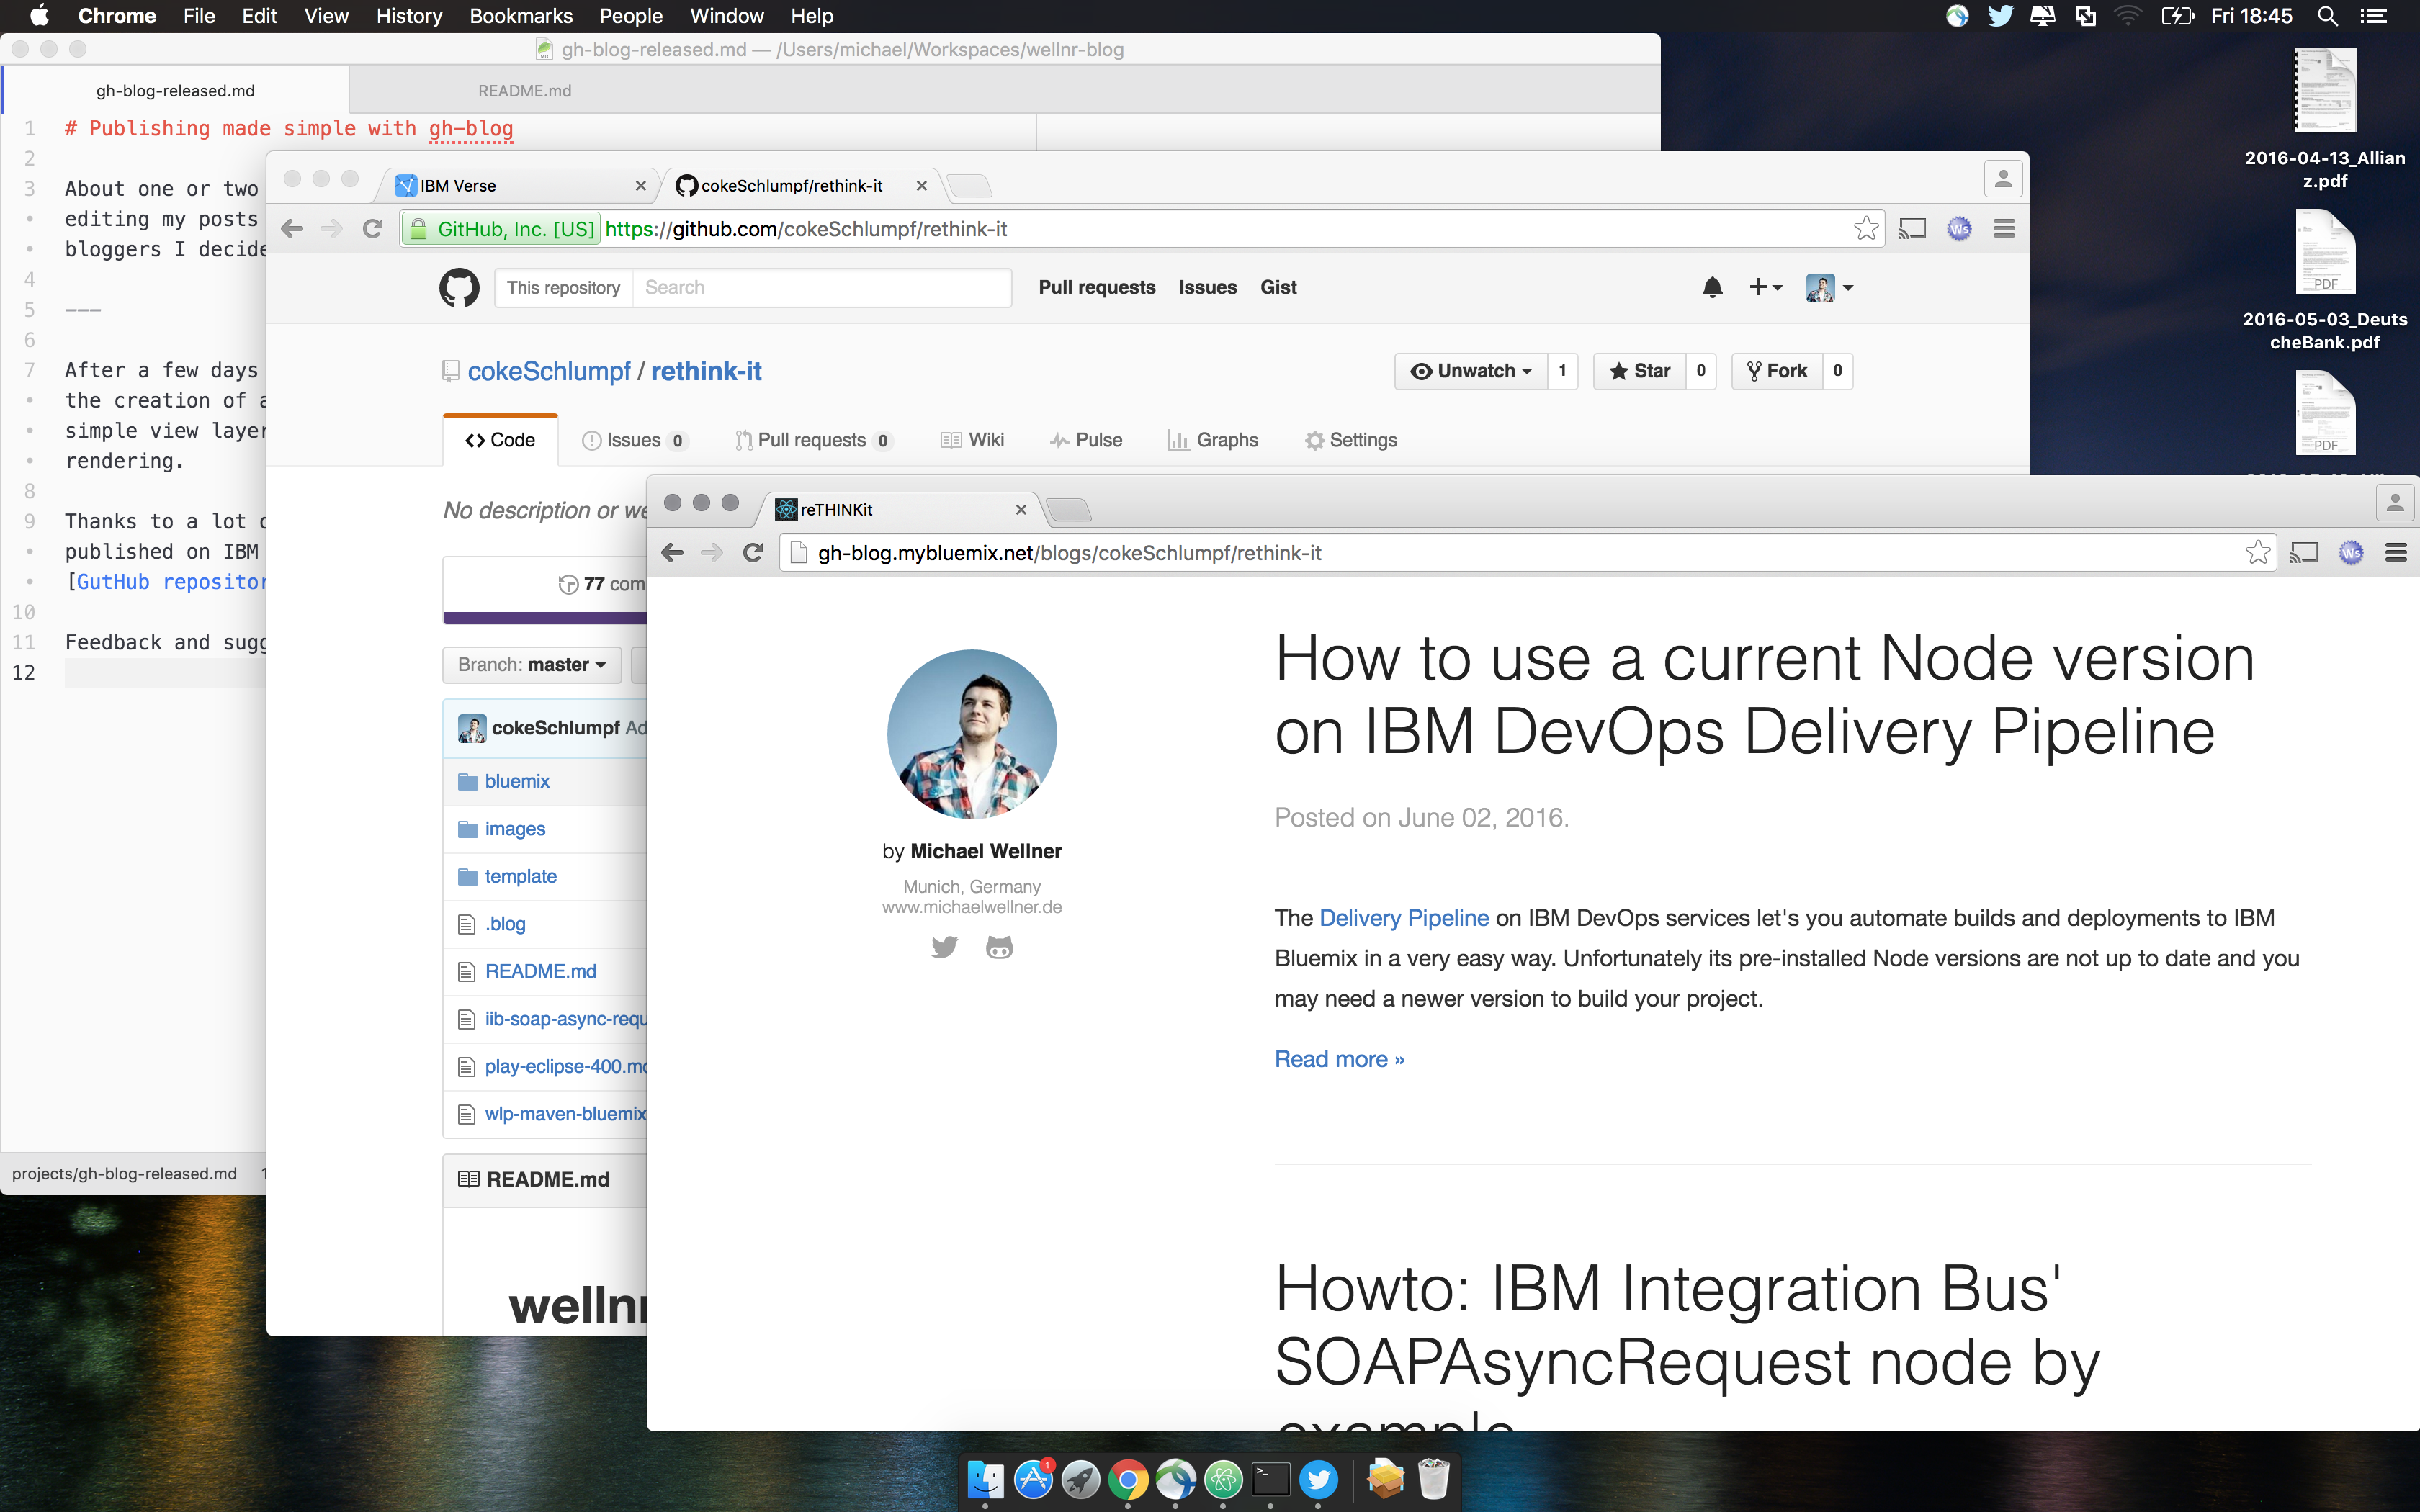 Chrome File Edit View History Bookmarks People Window Help
Fri 18:45
gh-blog-released.md — /Users/michael/Workspaces/wellnr-blog
gh-blog-released.md
README.md
1 # Publishing made simple with gh-blog
2
3 About one or two
• editing my posts
• bloggers I decide
4
5 ---
6
7 After a few days
• the creation of a
• simple view layer
• rendering.
8
9 Thanks to a lot
• published on IBM
• [GutHub repositor
10
11 Feedback and sugg
12
projects/gh-blog-released.md 1
IBM Verse
cokeSchlumpf/rethink-it
GitHub, Inc. [US] https://github.com/cokeSchlumpf/rethink-it
Ws
This repository Search Pull requests Issues Gist
cokeSchlumpf / rethink-it
Unwatch 1 Star 0 Fork 0
Code Issues 0 Pull requests 0 Wiki Pulse Graphs Settings
No description or we
77 com
Branch: master
cokeSchlumpf Ad
bluemix
images
template
.blog
README.md
iib-soap-async-requ
play-eclipse-400.md
wlp-maven-bluemix
README.md
wellnr
reTHINKit
gh-blog.mybluemix.net/blogs/cokeSchlumpf/rethink-it
Ws
by Michael Wellner
Munich, Germany
www.michaelwellner.de
How to use a current Node version
on IBM DevOps Delivery Pipeline
Posted on June 02, 2016.
The Delivery Pipeline on IBM DevOps services let's you automate builds and deployments to IBM
Bluemix in a very easy way. Unfortunately its pre-installed Node versions are not up to date and you
may need a newer version to build your project.
Read more »
Howto: IBM Integration Bus'
SOAPAsyncRequest node by
example
2016-04-13_Allian
z.pdf
PDF
2016-05-03_Deuts
cheBank.pdf
PDF
1